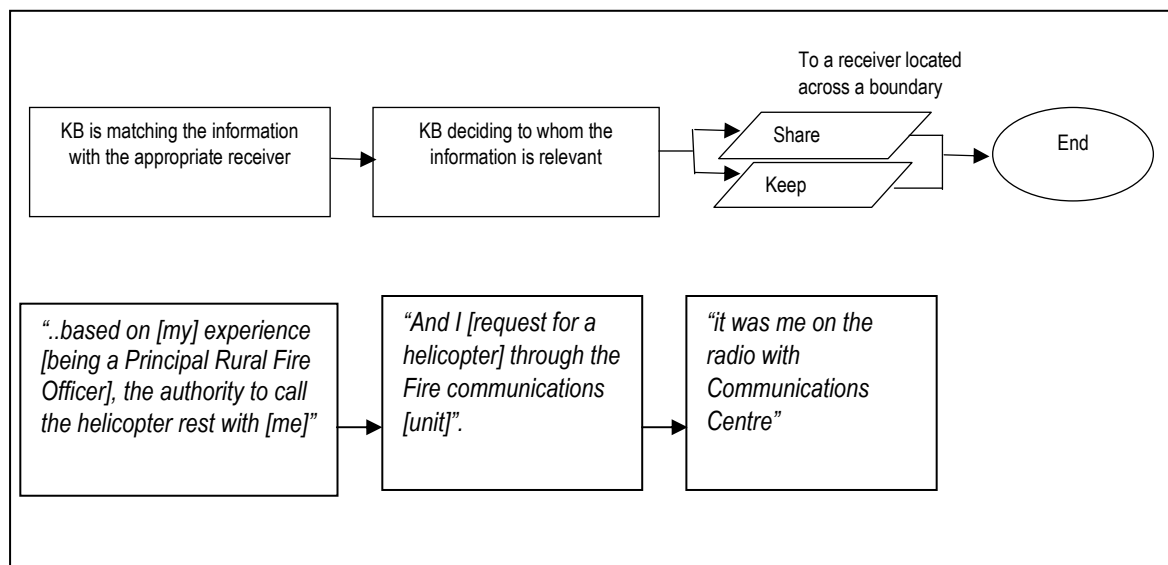 To a receiver located
across a boundary
KB is matching the information
with the appropriate receiver
KB deciding to whom the
information is relevant
Share
Keep
End
“..based on [my] experience
[being a Principal Rural Fire
Officer], the authority to call
the helicopter rest with [me]”
“And I [request for a
helicopter] through the
Fire communications
[unit]”.
“it was me on the
radio with
Communications
Centre”